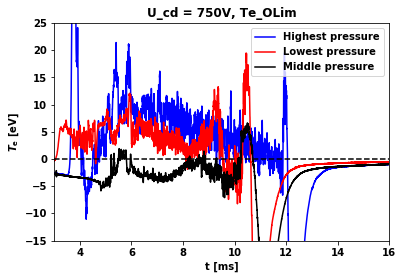 U_cd = 750V, Te_OLim
Highest pressure
Lowest pressure
Middle pressure
25
20
15
10
5
0
−5
−10
−15
Te [eV]
4 6 8 10 12 14 16
t [ms]